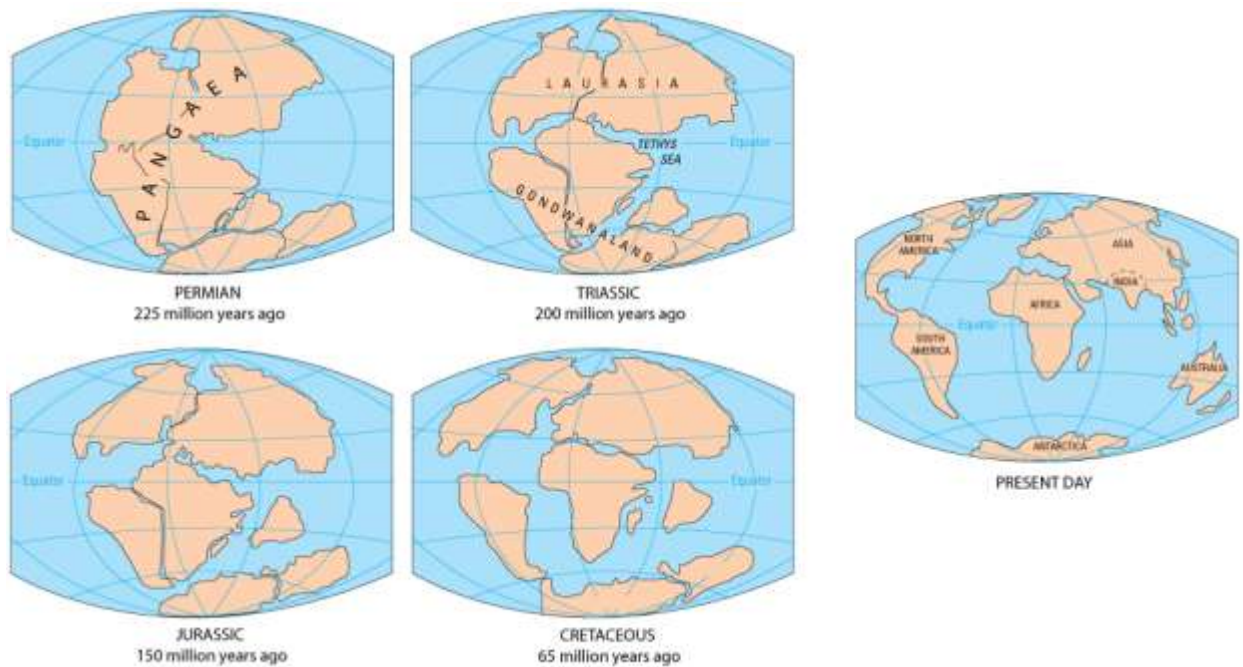 PANGAEA
Equator
PERMIAN
225 million years ago
LAURASIA
TETHYS
SEA
GONDWANALAND
TRIASSIC
200 million years ago
Equator
JURASSIC
150 million years ago
Equator
CRETACEOUS
65 million years ago
NORTH
AMERICA
ASIA
INDIA
AFRICA
Equator
SOUTH
AMERICA
AUSTRALIA
ANTARCTICA
PRESENT DAY